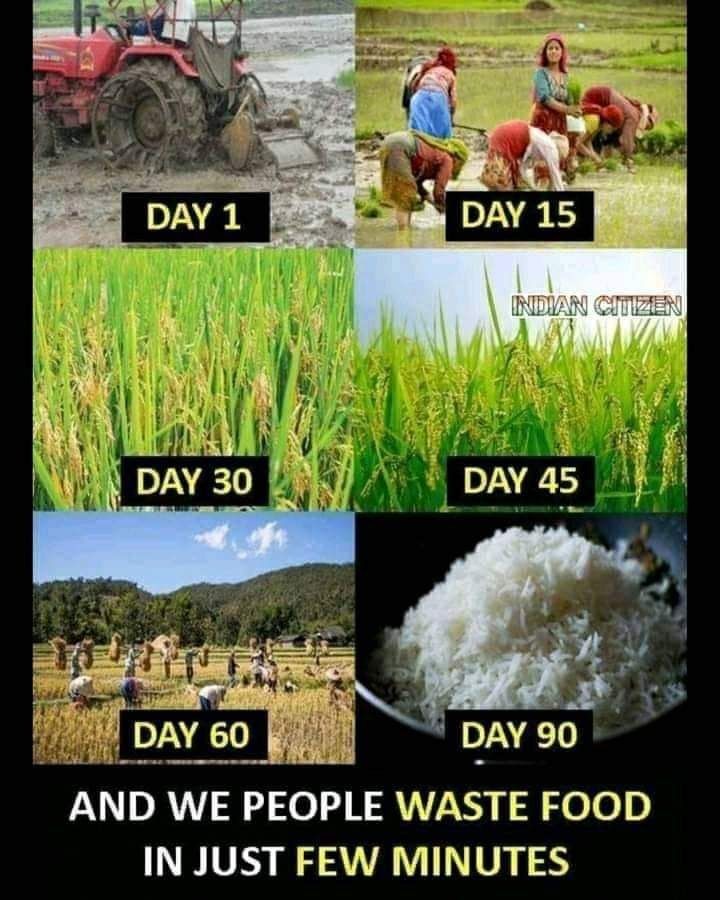 DAY 1
DAY 15
INDIAN CITIZEN
DAY 30
DAY 45
DAY 60
DAY 90
AND WE PEOPLE WASTE FOOD
IN JUST FEW MINUTES